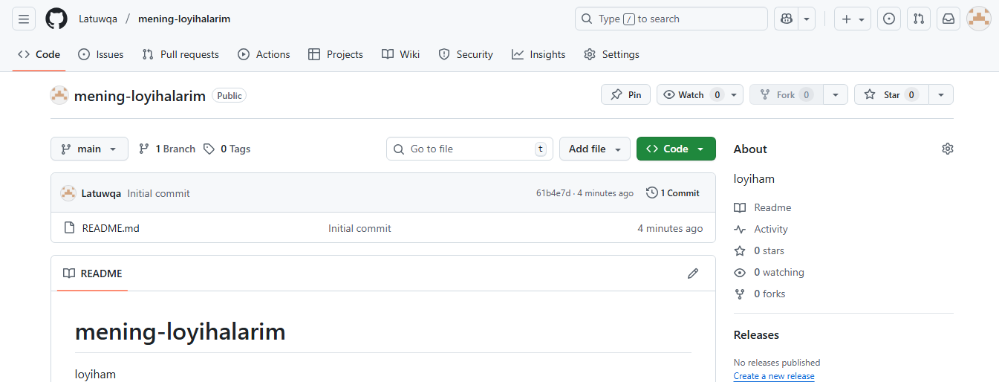 Latuwqa / mening-loyihalarim
Type / to search
Code Issues Pull requests Actions Projects Wiki Security Insights Settings
mening-loyihalarim Public
Pin Watch 0 Fork 0 Star 0
main 1 Branch 0 Tags Go to file t Add file Code
Latuwqa Initial commit 61b4e7d · 4 minutes ago 1 Commit
README.md Initial commit 4 minutes ago
README
mening-loyihalarim
loyiham
About
loyiham
Readme
Activity
0 stars
0 watching
0 forks
Releases
No releases published
Create a new release